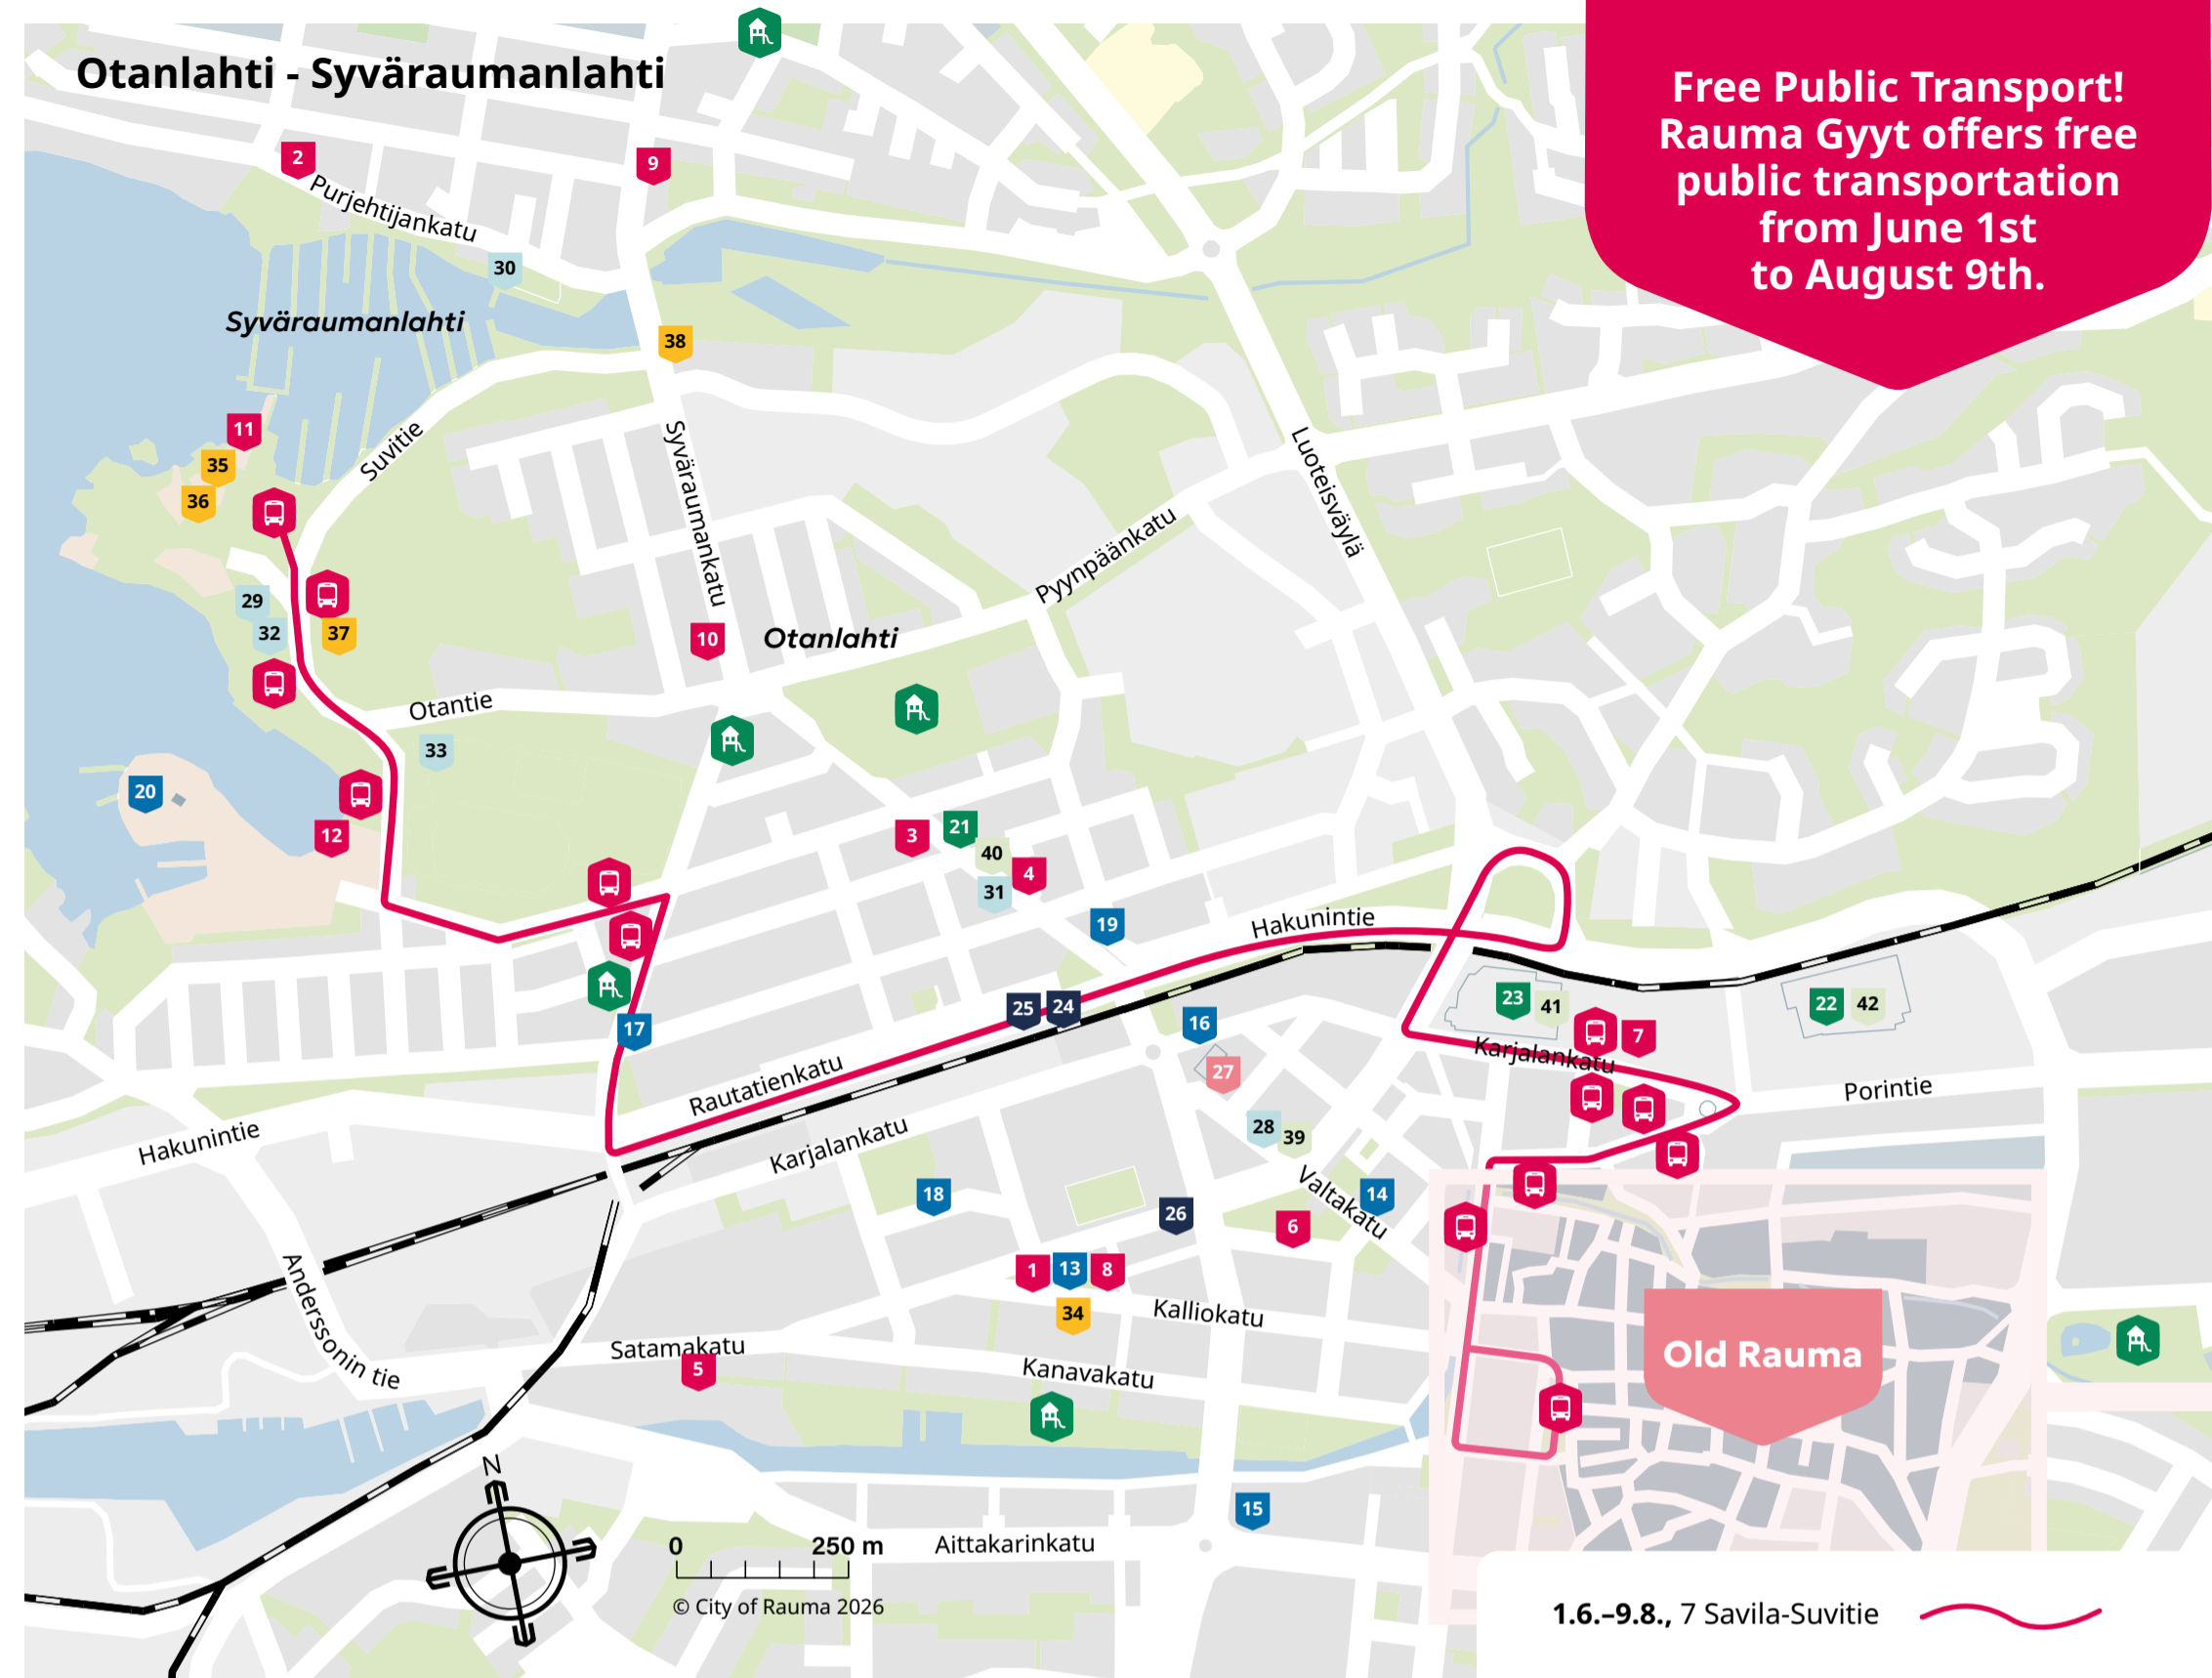 Otanlahti - Syväraumanlahti
Free Public Transport!
Rauma Gyyt offers free
public transportation
from June 1st
to August 9th.
2
9
Purjehtijankatu
30
Syväraumanlahti
38
11
Suvitie
35
36
Syväraumankatu
Luoteisväylä
Pyynpäänkatu
29
32
37
10
Otanlahti
Otantie
33
20
12
3
21
40
4
31
19
Hakunintie
25
24
16
17
23
41
7
22
42
27
Karjalankatu
Rautatienkatu
Porintie
Hakunintie
Karjalankatu
28
39
Valtakatu
14
18
26
6
1
13
8
34
Kalliokatu
Anderssonin tie
Satamakatu
5
Kanavakatu
Old Rauma
N
15
0
250 m
Aittakarinkatu
© City of Rauma 2026
1.6.–9.8., 7 Savila-Suvitie